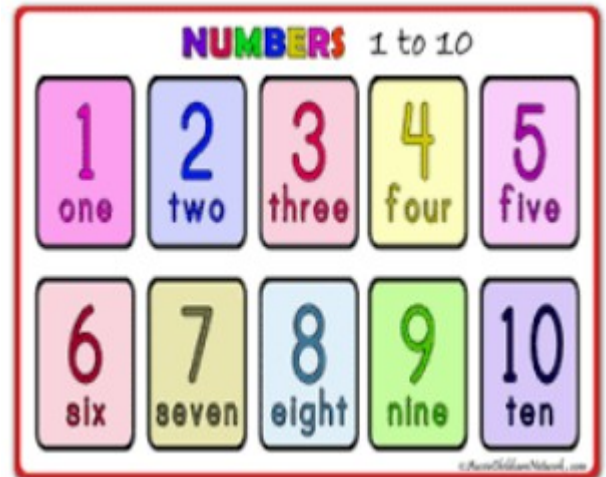 NUMBERS 1 to 10
1 2 3 4 5
one two three four five
6 7 8 9 10
six seven eight nine ten